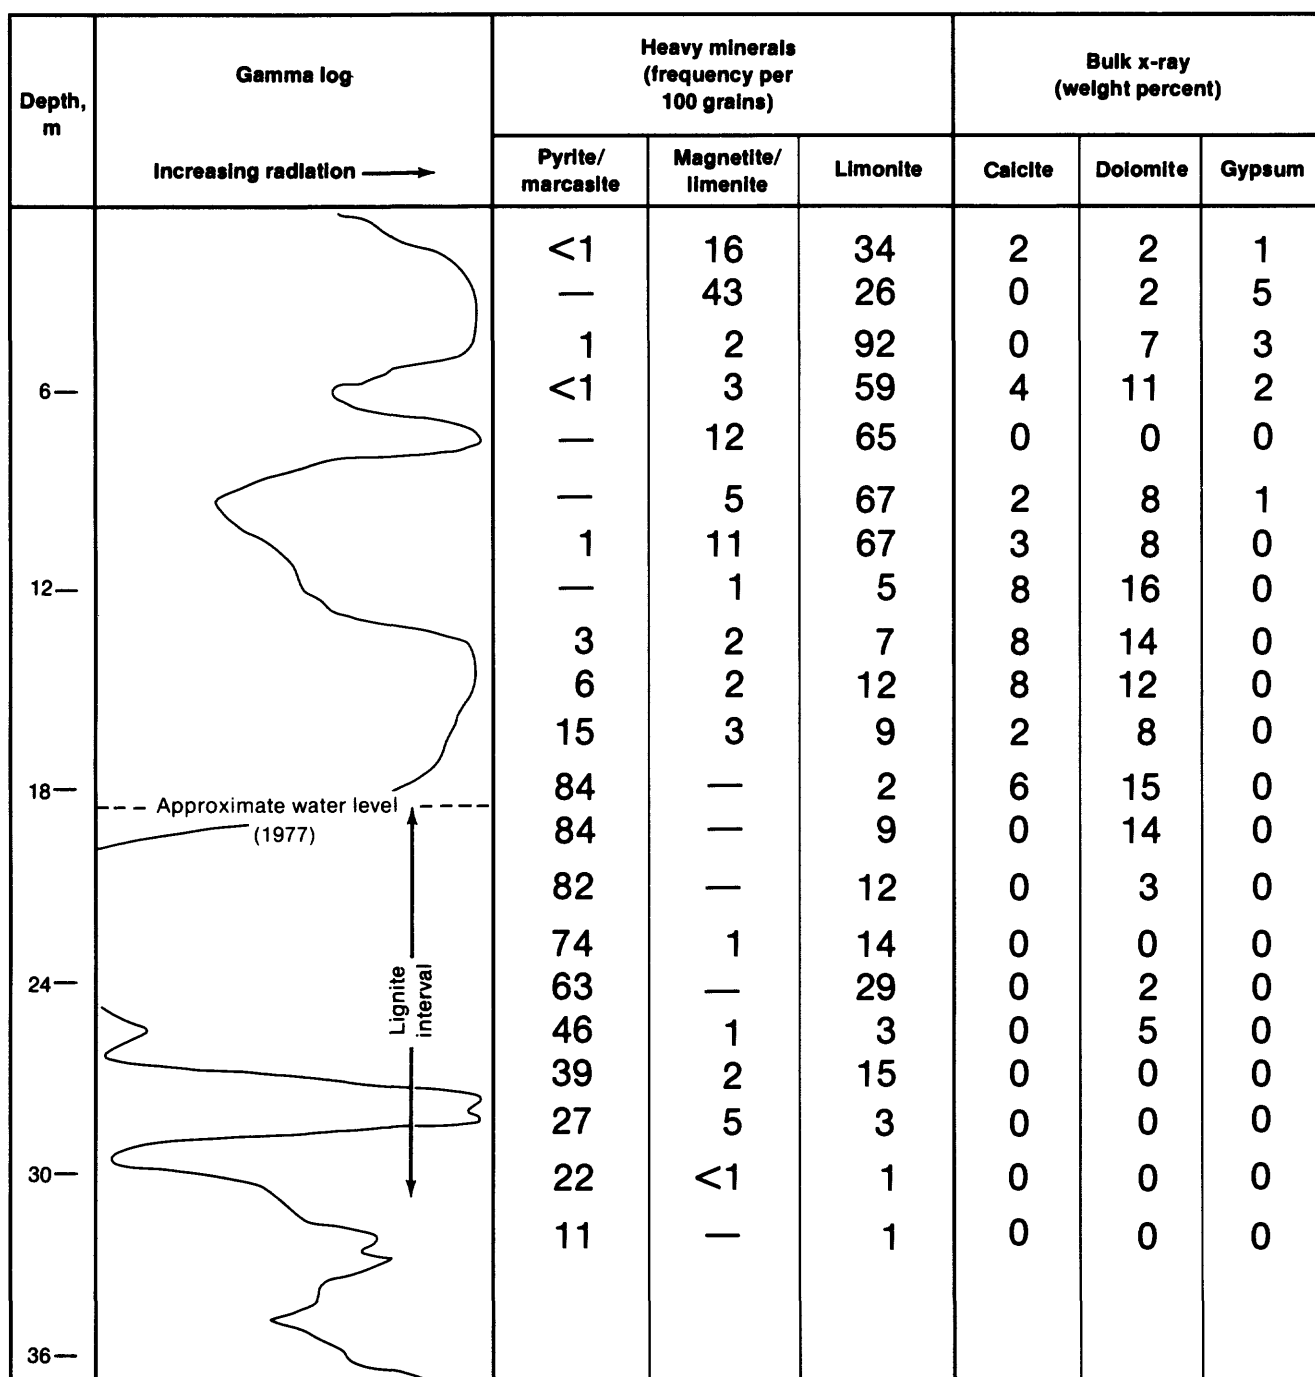 Depth,
m
Gamma log
Increasing radiation
Heavy minerals
(frequency per
100 grains)
Bulk x-ray
(weight percent)
Pyrite/
marcasite
Magnetite/
limenite
Limonite
Calcite
Dolomite
Gypsum
<1 16 34 2 2 1
— 43 26 0 2 5
1 2 92 0 7 3
6— <1 3 59 4 11 2
— 12 65 0 0 0
— 5 67 2 8 1
1 11 67 3 8 0
12— — 1 5 8 16 0
3 2 7 8 14 0
6 2 12 8 12 0
15 3 9 2 8 0
18— 84 — 2 6 15 0
Approximate water level
(1977)
84 — 9 0 14 0
82 — 12 0 3 0
74 1 14 0 0 0
Lignite
interval
24— 63 — 29 0 2 0
46 1 3 0 5 0
39 2 15 0 0 0
27 5 3 0 0 0
30— 22 <1 1 0 0 0
11 — 1 0 0 0
36—